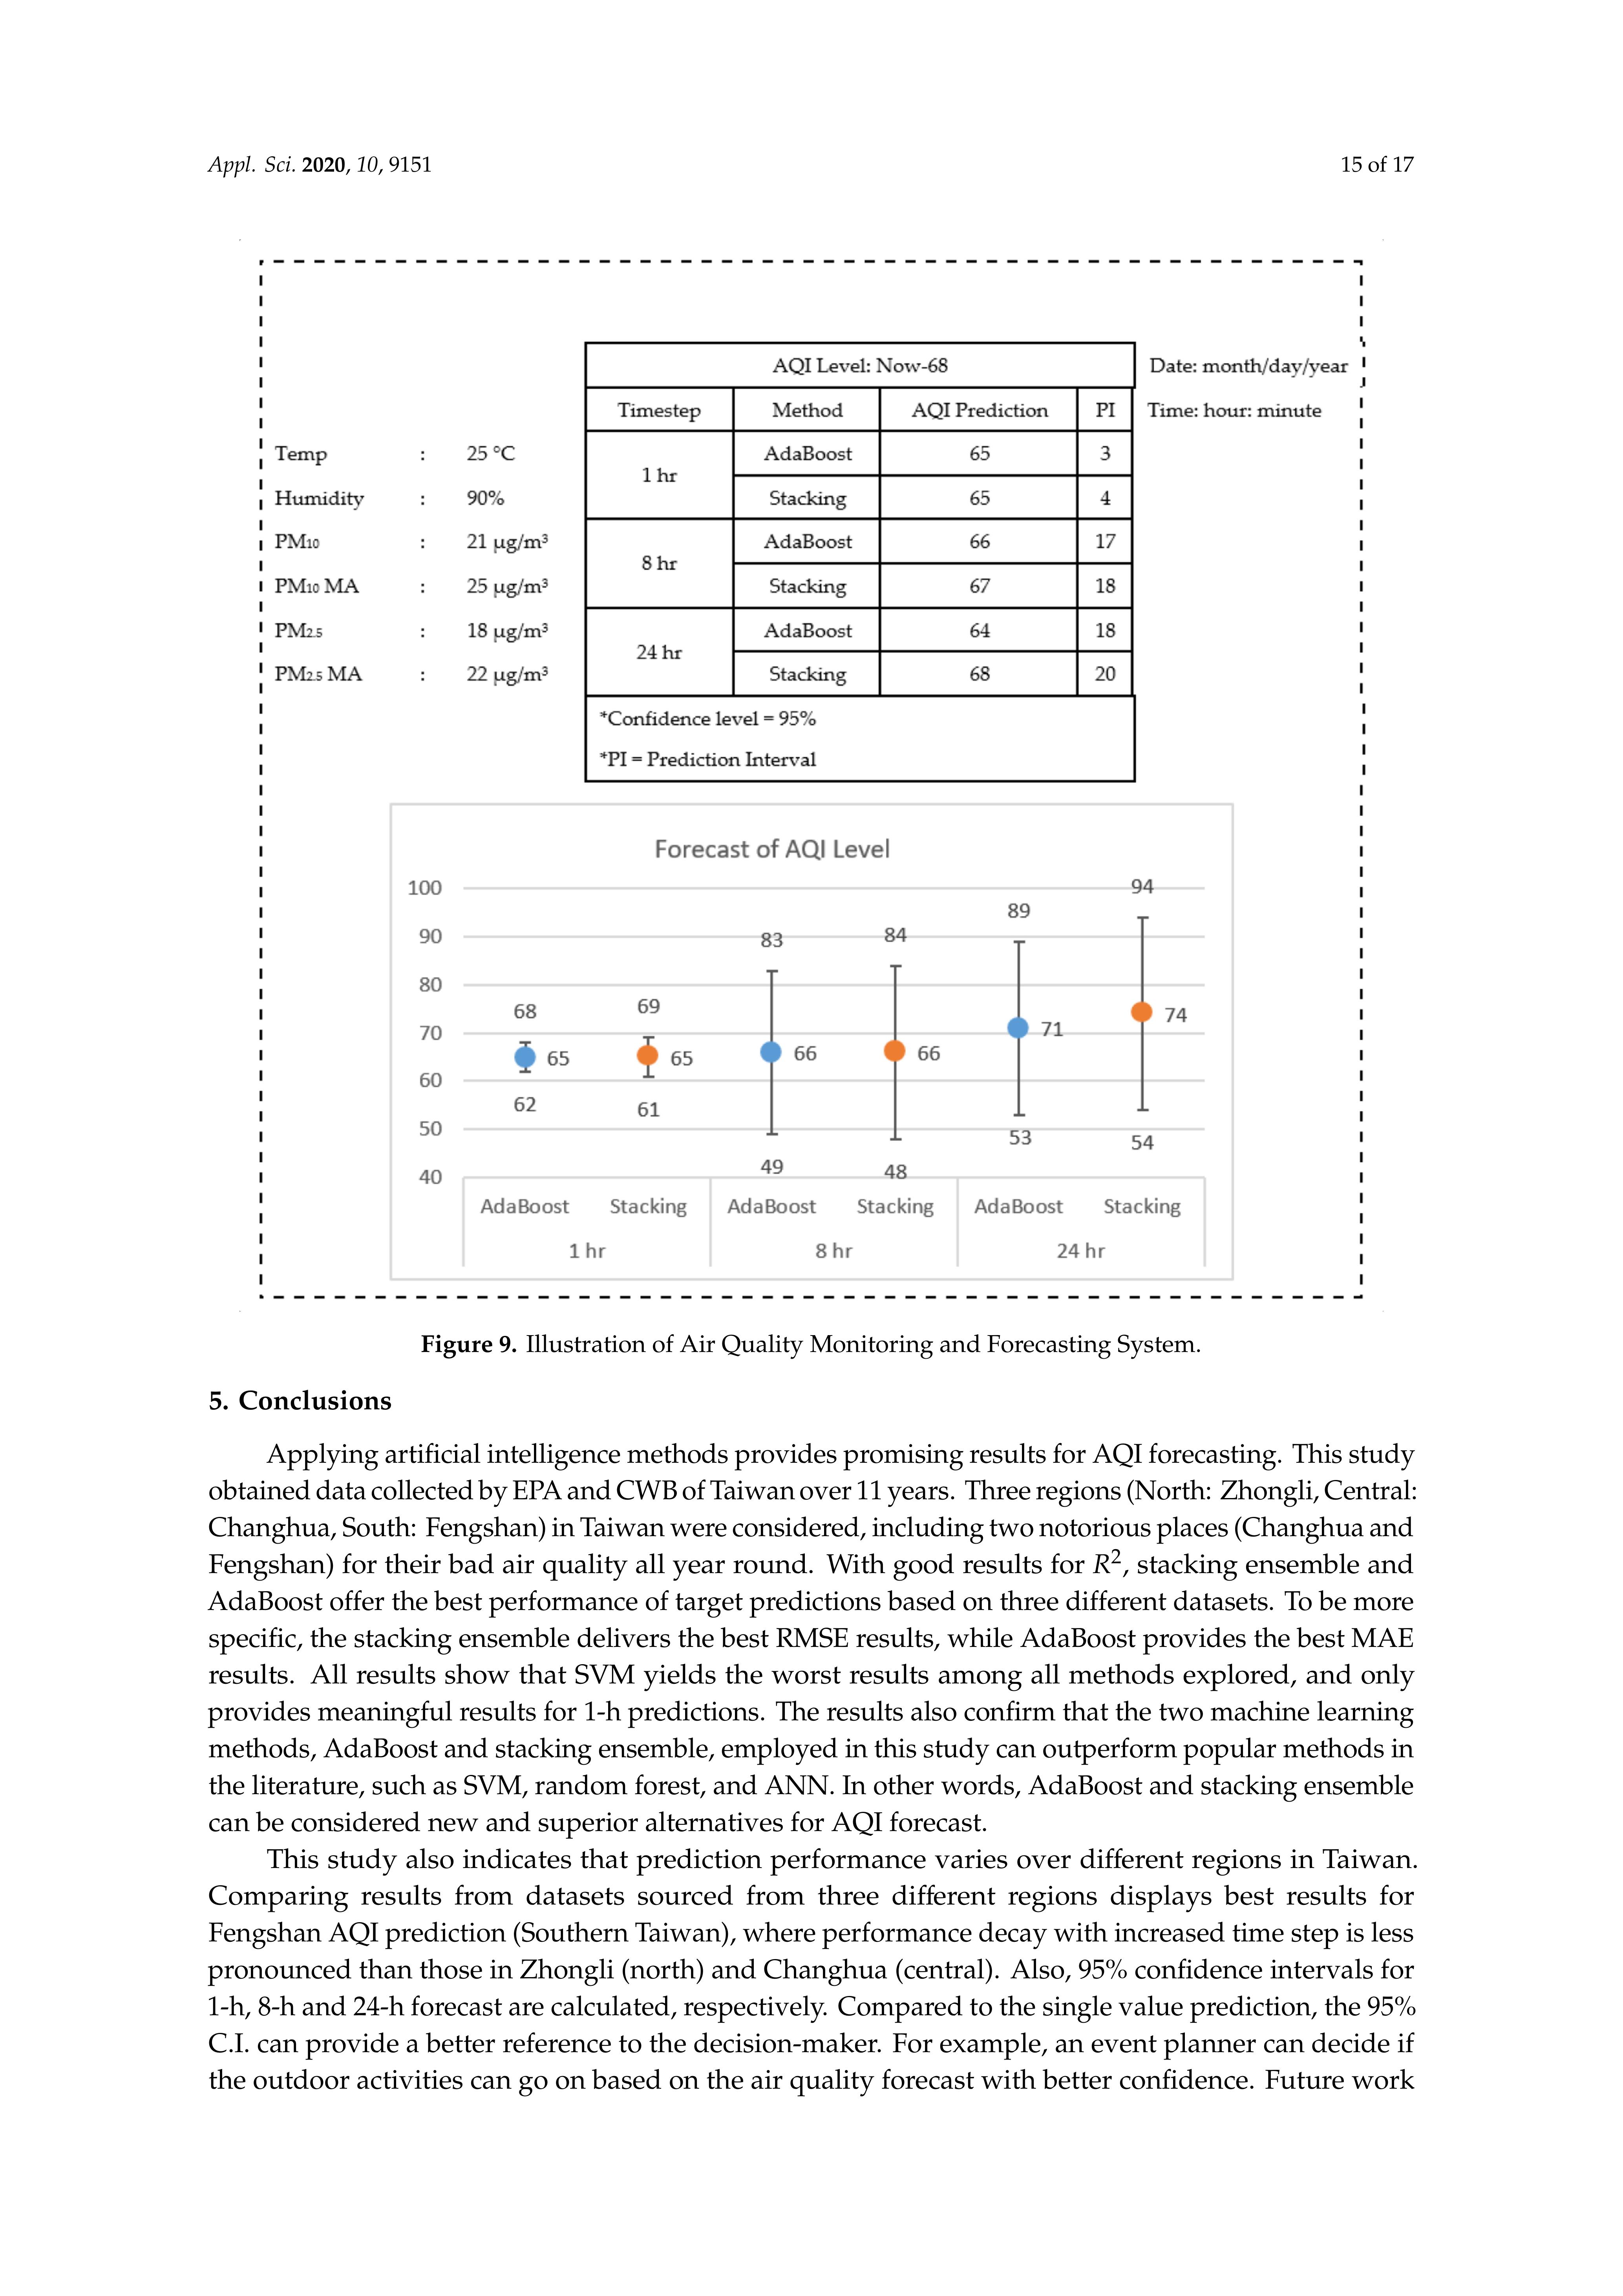 Appl. Sci. 2020, 10, 9151
15 of 17
AQI Level: Now-68
Date: month/day/year
Timestep Method AQI Prediction PI
Time: hour: minute
Temp : 25 °C
Humidity : 90%
PM10 : 21 µg/m³
PM10 MA : 25 µg/m³
PM2.5 : 18 µg/m³
PM2.5 MA : 22 µg/m³
1 hr AdaBoost 65 3
Stacking 65 4
8 hr AdaBoost 66 17
Stacking 67 18
24 hr AdaBoost 64 18
Stacking 68 20
*Confidence level = 95%
*PI = Prediction Interval
Forecast of AQI Level
100
90
80
70
60
50
40
68 69 83 84 89 94
65 65 66 66 71 74
62 61 49 48 53 54
AdaBoost Stacking AdaBoost Stacking AdaBoost Stacking
1 hr 8 hr 24 hr
Figure 9. Illustration of Air Quality Monitoring and Forecasting System.
5. Conclusions
Applying artificial intelligence methods provides promising results for AQI forecasting. This study
obtained data collected by EPA and CWB of Taiwan over 11 years. Three regions (North: Zhongli, Central:
Changhua, South: Fengshan) in Taiwan were considered, including two notorious places (Changhua and
Fengshan) for their bad air quality all year round. With good results for R², stacking ensemble and
AdaBoost offer the best performance of target predictions based on three different datasets. To be more
specific, the stacking ensemble delivers the best RMSE results, while AdaBoost provides the best MAE
results. All results show that SVM yields the worst results among all methods explored, and only
provides meaningful results for 1-h predictions. The results also confirm that the two machine learning
methods, AdaBoost and stacking ensemble, employed in this study can outperform popular methods in
the literature, such as SVM, random forest, and ANN. In other words, AdaBoost and stacking ensemble
can be considered new and superior alternatives for AQI forecast.
This study also indicates that prediction performance varies over different regions in Taiwan.
Comparing results from datasets sourced from three different regions displays best results for
Fengshan AQI prediction (Southern Taiwan), where performance decay with increased time step is less
pronounced than those in Zhongli (north) and Changhua (central). Also, 95% confidence intervals for
1-h, 8-h and 24-h forecast are calculated, respectively. Compared to the single value prediction, the 95%
C.I. can provide a better reference to the decision-maker. For example, an event planner can decide if
the outdoor activities can go on based on the air quality forecast with better confidence. Future work